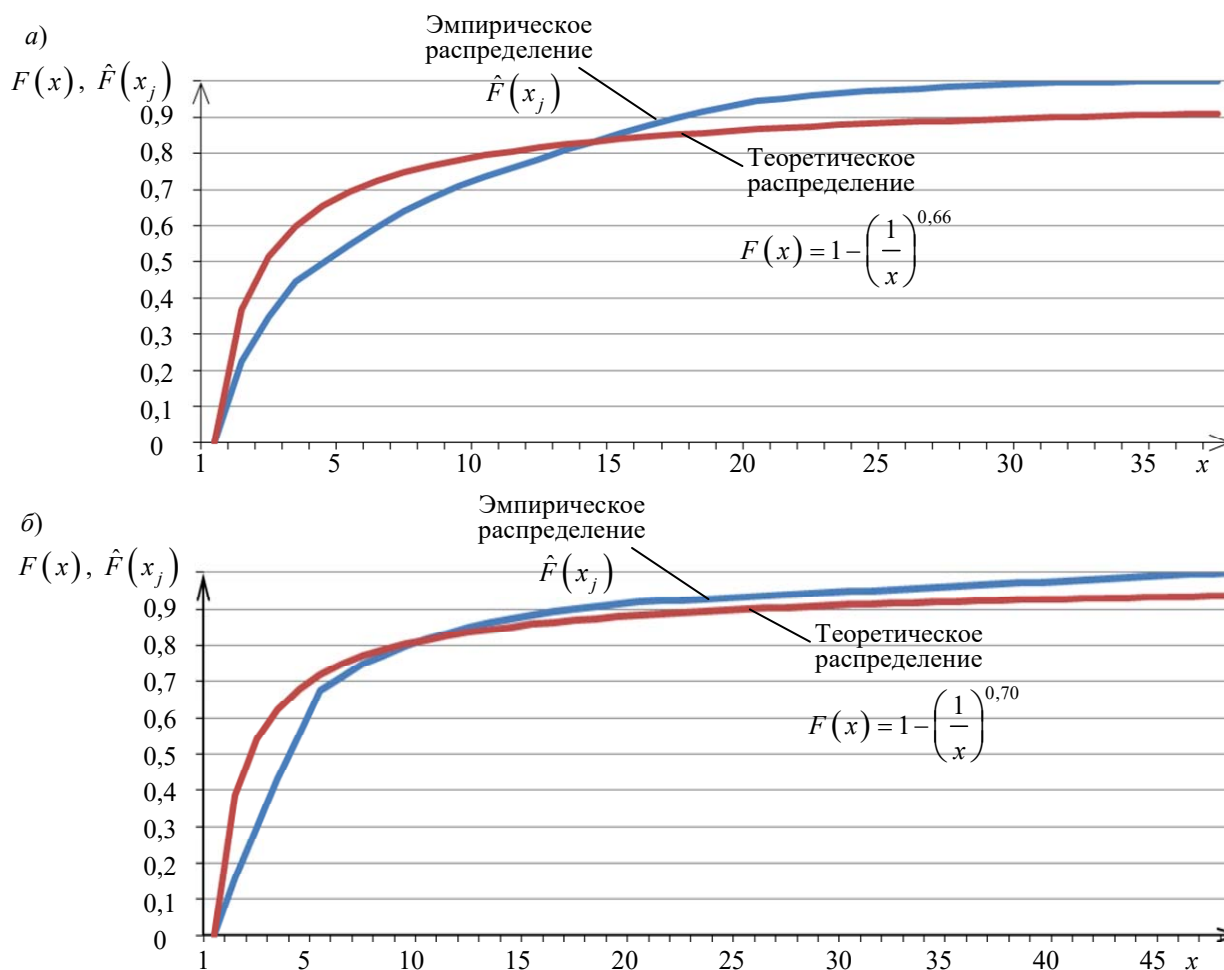 а)
F(x), F̂(x_j)
Эмпирическое
распределение
F̂(x_j)
Теоретическое
распределение
F(x) = 1 − (1/x)^{0,66}
0,9
0,8
0,7
0,6
0,5
0,4
0,3
0,2
0,1
0
1 5 10 15 20 25 30 35 x
б)
F(x), F̂(x_j)
Эмпирическое
распределение
F̂(x_j)
Теоретическое
распределение
F(x) = 1 − (1/x)^{0,70}
0,9
0,8
0,7
0,6
0,5
0,4
0,3
0,2
0,1
0
1 5 10 15 20 25 30 35 40 45 x